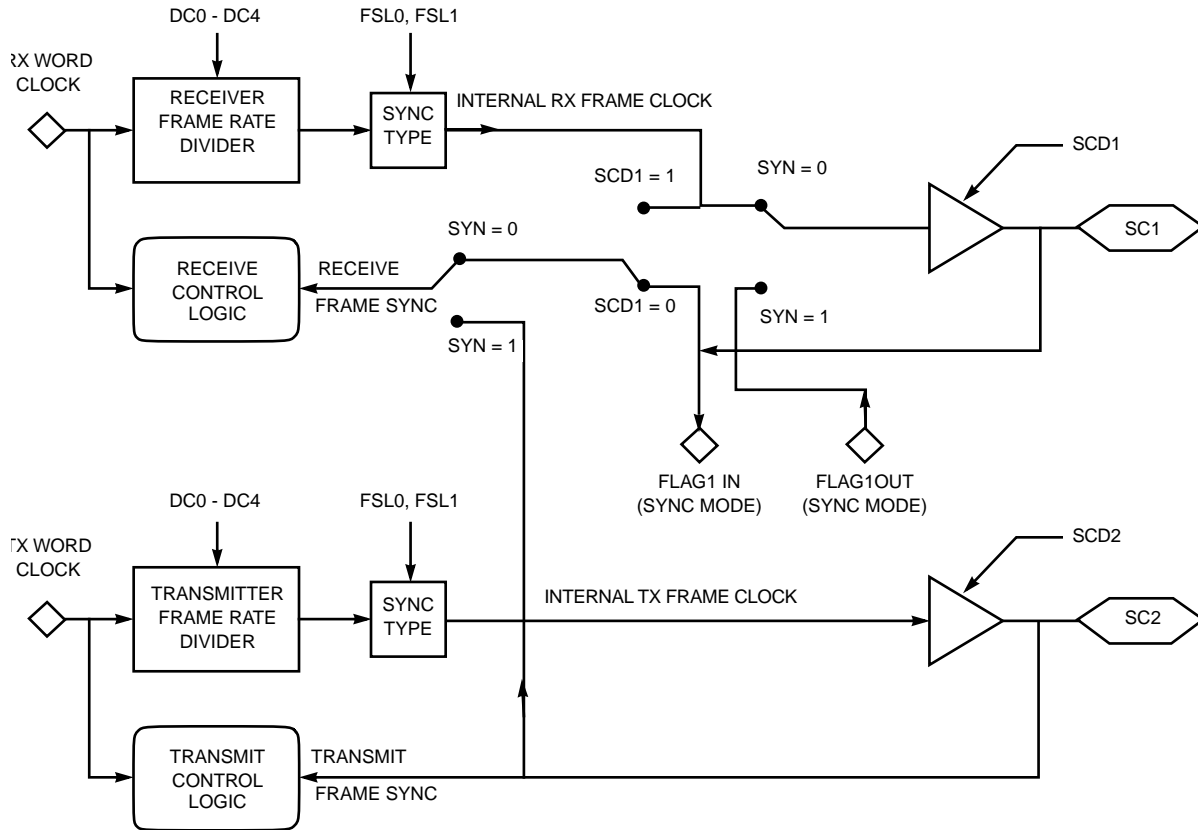 DC0 - DC4
FSL0, FSL1
RX WORD
CLOCK
RECEIVER
FRAME RATE
DIVIDER
SYNC
TYPE
INTERNAL RX FRAME CLOCK
SCD1 = 1
SYN = 0
SCD1
SC1
SYN = 0
RECEIVE
CONTROL
LOGIC
RECEIVE
FRAME SYNC
SCD1 = 0
SYN = 1
SYN = 1
FLAG1 IN
(SYNC MODE)
FLAG1OUT
(SYNC MODE)
DC0 - DC4
FSL0, FSL1
TX WORD
CLOCK
TRANSMITTER
FRAME RATE
DIVIDER
SYNC
TYPE
INTERNAL TX FRAME CLOCK
SCD2
SC2
TRANSMIT
CONTROL
LOGIC
TRANSMIT
FRAME SYNC